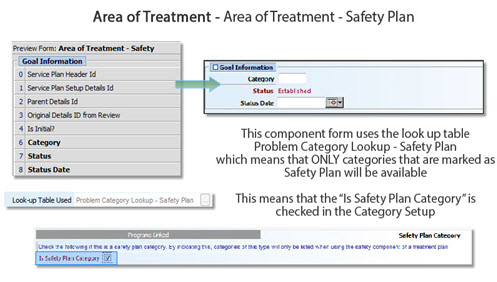 Area of Treatment - Area of Treatment - Safety Plan
Preview Form: Area of Treatment - Safety
Goal Information
0 Service Plan Header Id
1 Service Plan Setup Details Id
2 Parent Details Id
3 Original Details ID from Review
4 Is Initial?
6 Category
7 Status
8 Status Date
Goal Information
Category
Status Established
Status Date
This component form uses the look up table
Problem Category Lookup - Safety Plan
which means that ONLY categories that are marked as
Safety Plan will be available
Look-up Table Used Problem Category Lookup - Safety Plan
This means that the “Is Safety Plan Category” is
checked in the Category Setup
Programs Linked
Safety Plan Category
Check the following if this is a safety plan category. By indicating this, categories of this type will only be listed when using the safety component of a treatment plan
Is Safety Plan Category